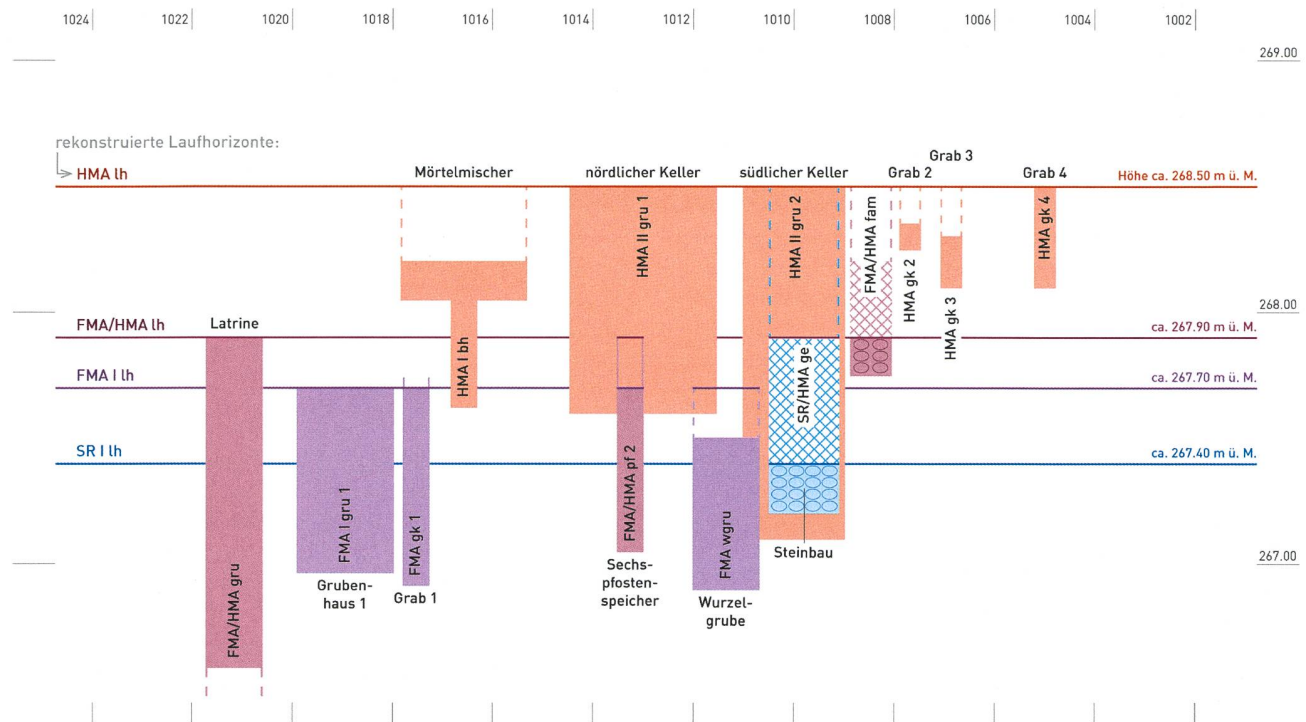 1024 1022 1020 1018 1016 1014 1012 1010 1008 1006 1004 1002
269.00
rekonstruierte Laufhorizonte:
HMA lh
Mörtelmischer
nördlicher Keller
südlicher Keller
Grab 2
Grab 3
Grab 4
Höhe ca. 268.50 m ü. M.
HMA II gru 1
HMA II gru 2
FMA/HMA fam
HMA gk 2
HMA gk 3
HMA gk 4
268.00
FMA/HMA lh
Latrine
HMA I bh
ca. 267.90 m ü. M.
FMA I lh
SR/HMA ge
ca. 267.70 m ü. M.
SR I lh
ca. 267.40 m ü. M.
FMA/HMA gru
FMA I gru 1
FMA gk 1
FMA/HMA pf 2
FMA wgru
Steinbau
267.00
Gruben-
haus 1
Grab 1
Sechs-
pfosten-
speicher
Wurzel-
grube